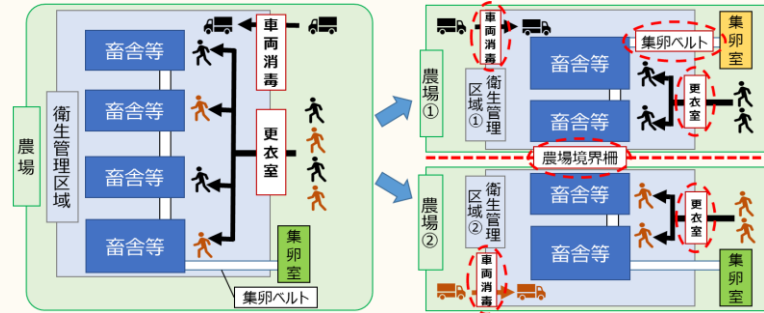 農場
衛生管理区域
畜舎等
畜舎等
畜舎等
畜舎等
車両消毒
更衣室
集卵室
集卵ベルト
農場①
衛生管理
区域①
車両消毒
畜舎等
畜舎等
集卵ベルト
集卵室
更衣室
農場境界柵
農場②
衛生管理
区域②
車両消毒
畜舎等
畜舎等
更衣室
集卵室